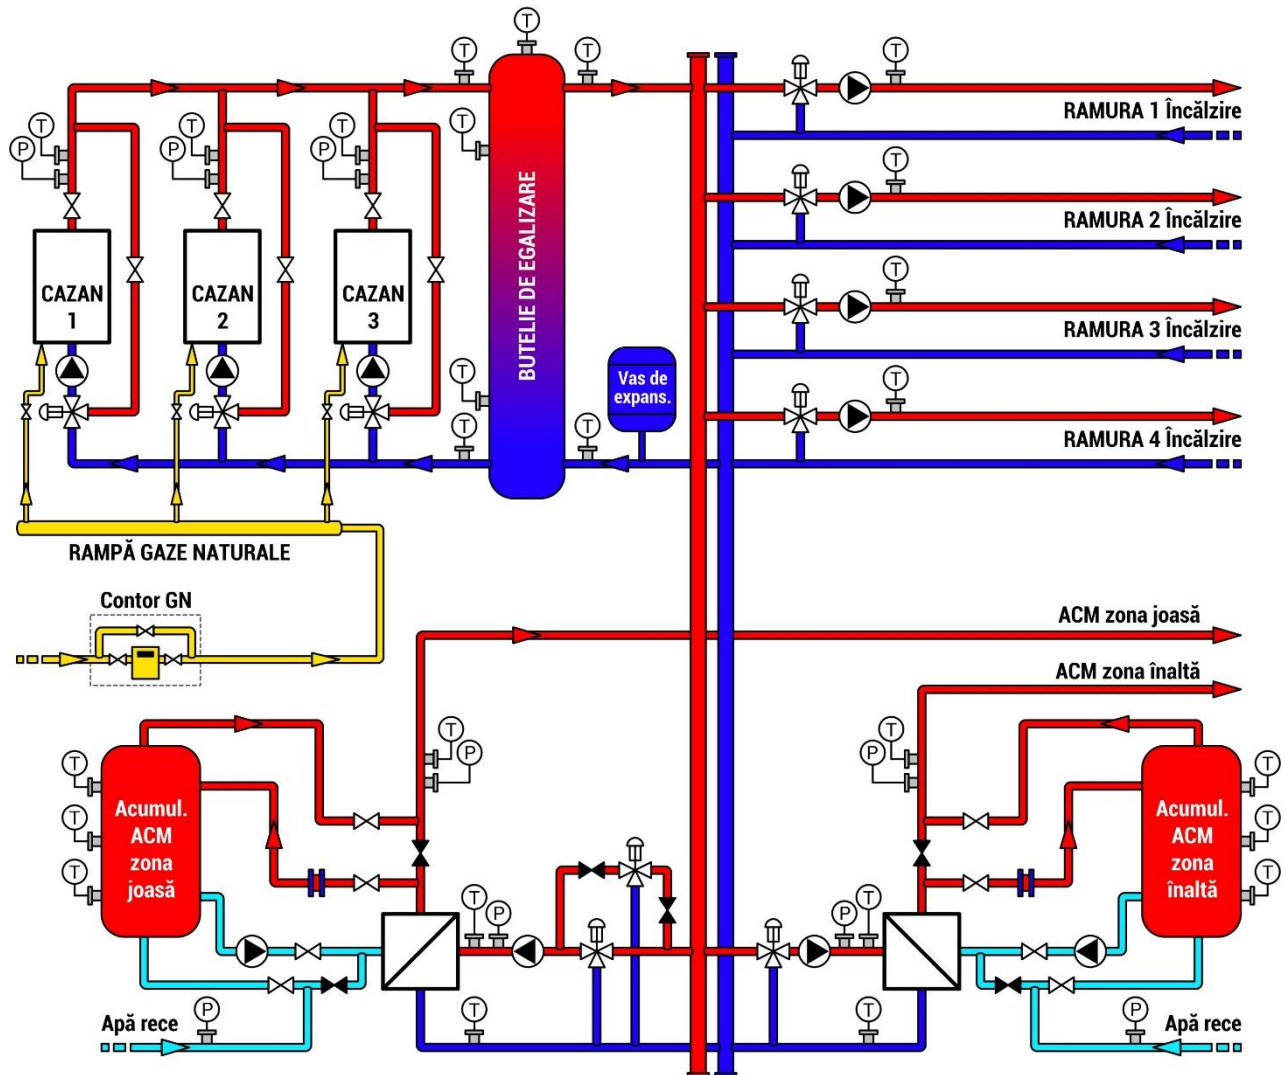 T
T
T
T
T
RAMURA 1 Încălzire
T
T
T
T
P
P
P
T
RAMURA 2 Încălzire
CAZAN
1
CAZAN
2
CAZAN
3
BUTELIE DE EGALIZARE
T
RAMURA 3 Încălzire
T
Vas de
expans.
T
T
T
RAMURA 4 Încălzire
RAMPĂ GAZE NATURALE
Contor GN
ACM zona joasă
ACM zona înaltă
T
P
T
P
T
T
T
Acumul.
ACM
zona
joasă
T
T
T
Acumul.
ACM
zona
înaltă
T
P
P
T
T
T
Apă rece
P
P
Apă rece